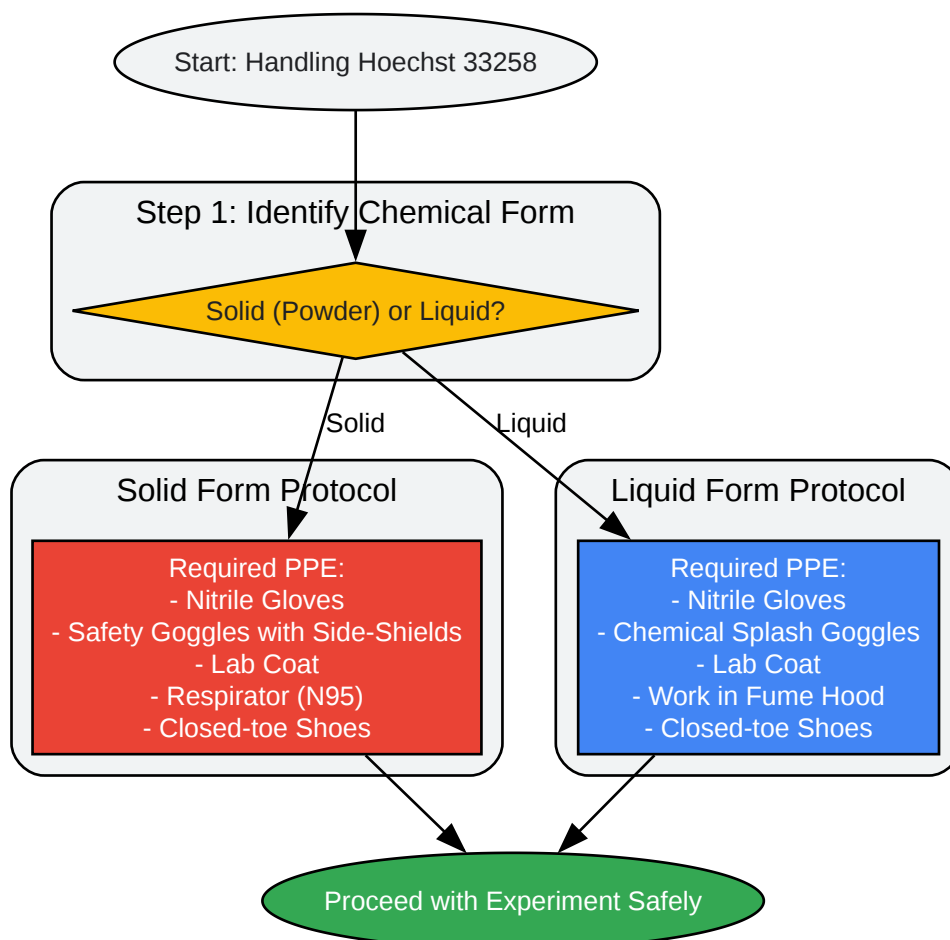 Start: Handling Hoechst 33258
Step 1: Identify Chemical Form
Solid (Powder) or Liquid?
Solid
Liquid
Solid Form Protocol
Required PPE:
- Nitrile Gloves
- Safety Goggles with Side-Shields
- Lab Coat
- Respirator (N95)
- Closed-toe Shoes
Liquid Form Protocol
Required PPE:
- Nitrile Gloves
- Chemical Splash Goggles
- Lab Coat
- Work in Fume Hood
- Closed-toe Shoes
Proceed with Experiment Safely